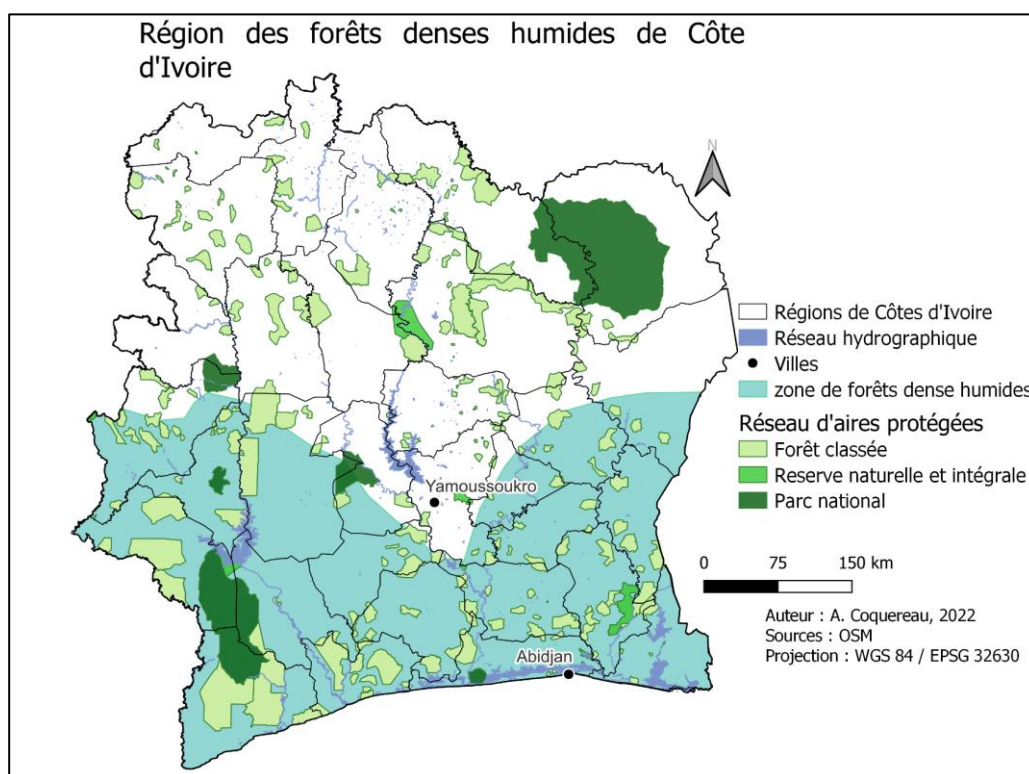 Région des forêts denses humides de Côte
d'Ivoire
N
Régions de Côtes d'Ivoire
Réseau hydrographique
Villes
zone de forêts dense humides
Réseau d'aires protégées
Forêt classée
Reserve naturelle et intégrale
Parc national
Yamoussoukro
0 75 150 km
Auteur : A. Coquereau, 2022
Sources : OSM
Projection : WGS 84 / EPSG 32630
Abidjan